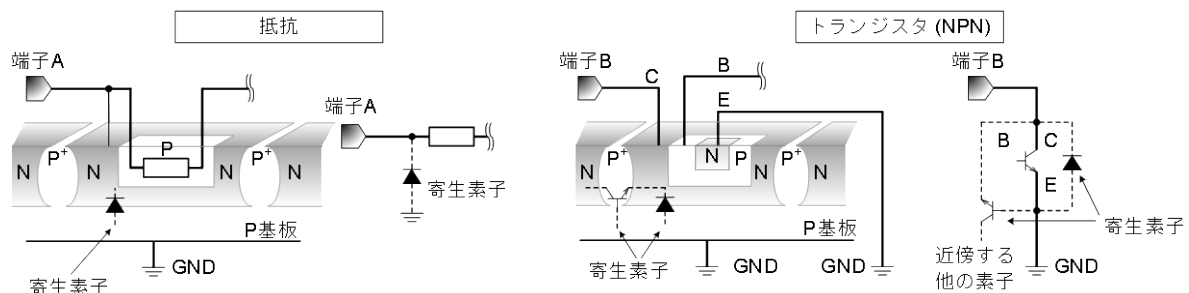 抵抗
端子A
P
N
P+
N
N
P+
N
P基板
寄生素子
GND
端子A
寄生素子
トランジスタ (NPN)
端子B
C
B
E
N
P+
N
N
P
N
P+
N
P基板
寄生素子
GND
GND
端子B
B
C
E
寄生素子
近傍する
他の素子
GND